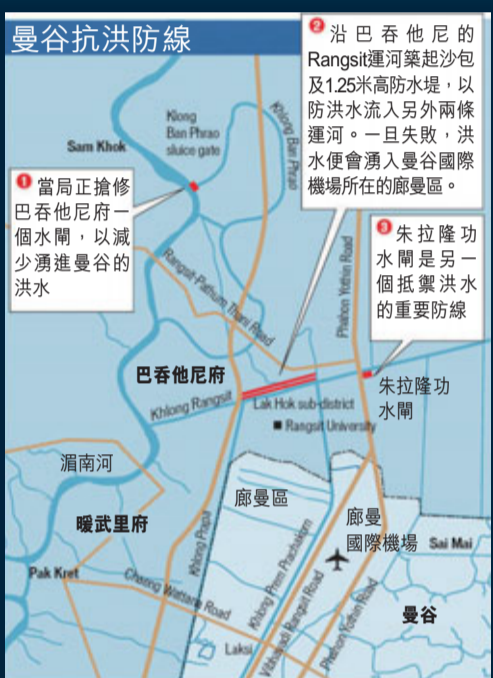 曼谷抗洪防線
❷ 沿巴吞他尼的
Rangsit運河築起沙包
及1.25米高防水堤，以
防洪水流入另外兩條
運河。一旦失敗，洪
水便會湧入曼谷國際
機場所在的廊曼區。
Klong
Ban Phrao
sluice gate
Khlong Ban Phrao
Sam Khok
❶ 當局正搶修
巴吞他尼府一
個水閘，以減
少湧進曼谷的
洪水
❸ 朱拉隆功
水閘是另一
個抵禦洪水
的重要防線
Rangsit-Pathum Thani Road
Phahon Yothin Road
巴吞他尼府
Khlong Rangsit
朱拉隆功
水閘
Lak Hok sub-district
Rangsit University
湄南河
廊曼區
廊曼
國際機場
暖武里府
Sai Mai
Pak Kret
Khlong Prapa
Khlong Prem Prachakorn
Chaeng Wattana Road
曼谷
Vibhavadi Rangsit Road
Phahon Yothin Road
Laksi